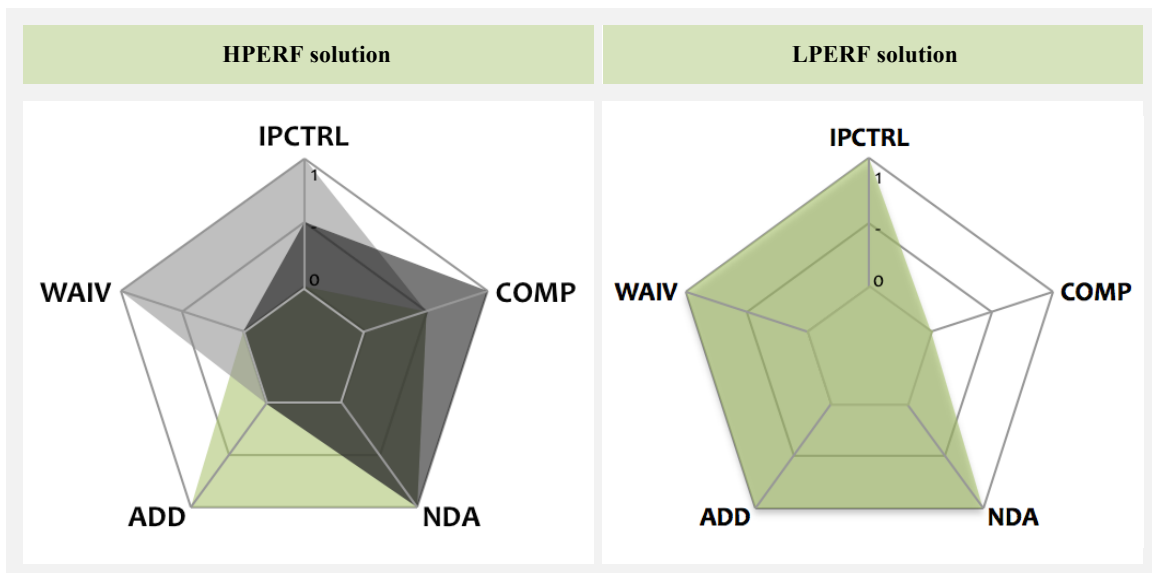 HPERF solution
LPERF solution
IPCTRL
1
-
0
WAIV
COMP
ADD
NDA
IPCTRL
1
-
0
WAIV
COMP
ADD
NDA